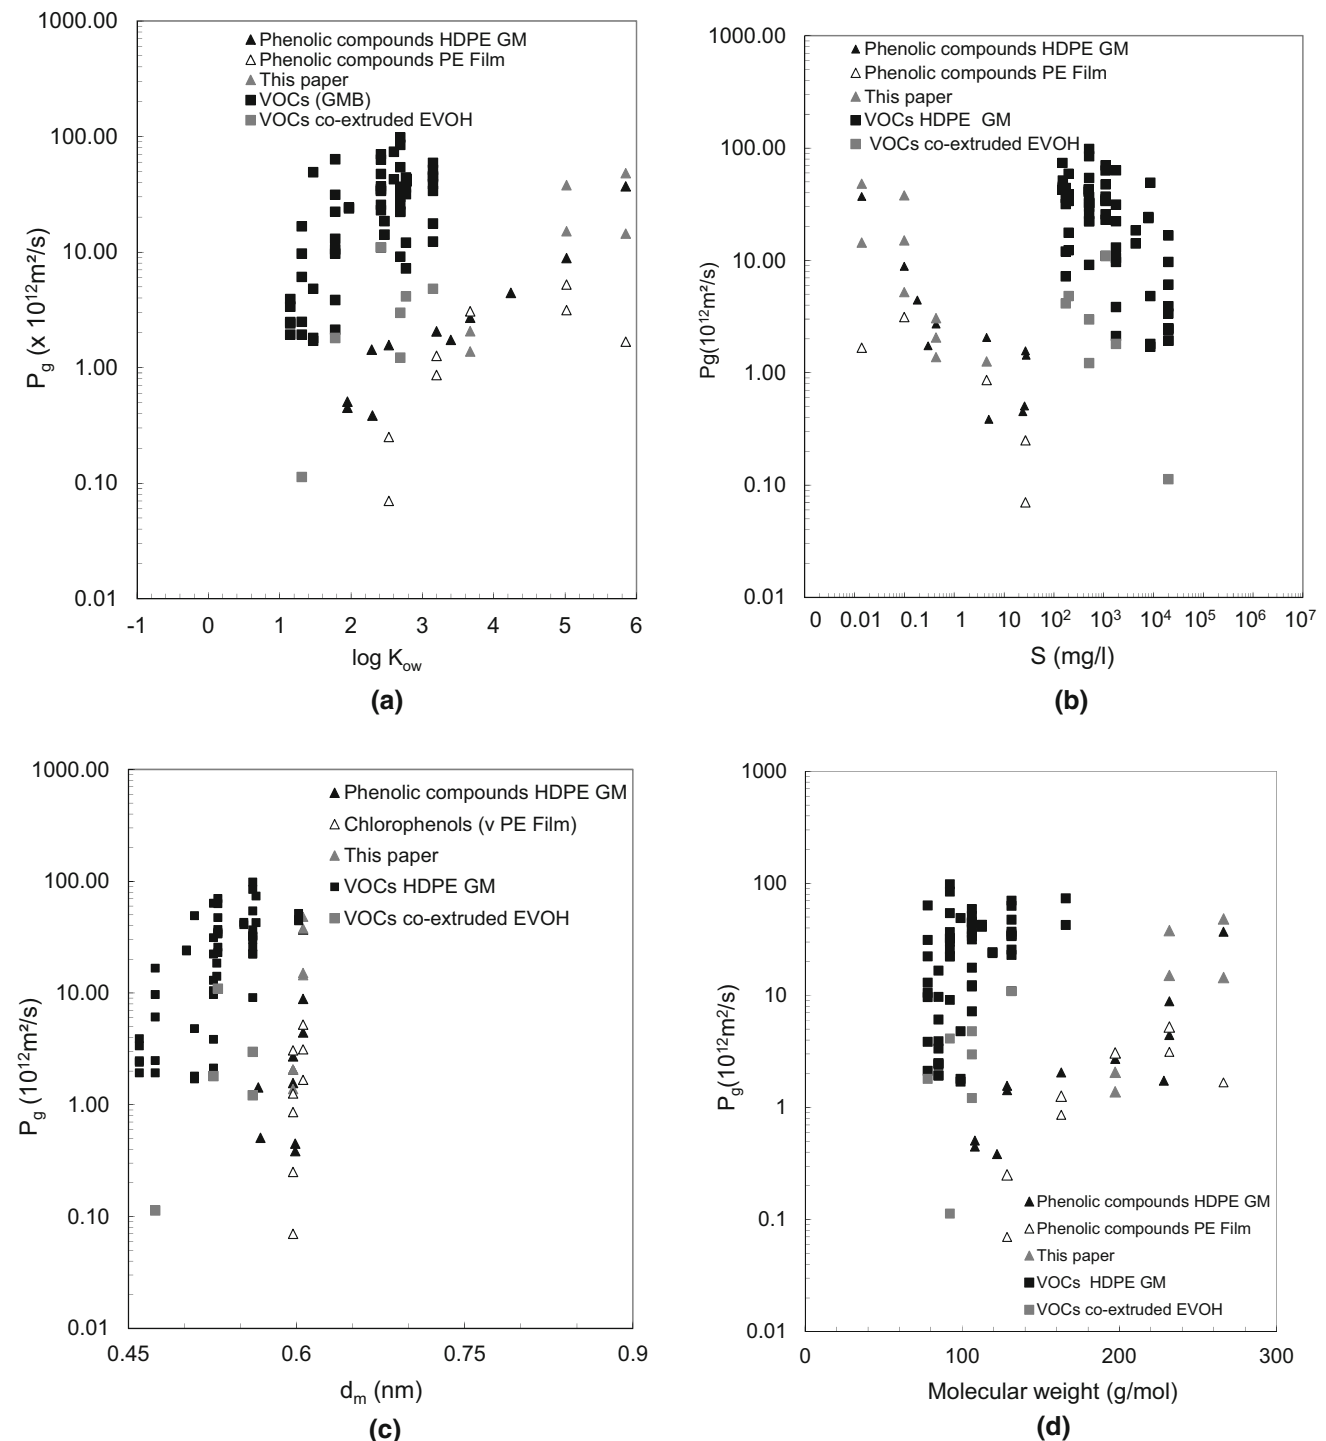 1000.00
100.00
10.00
1.00
0.10
0.01
P_g (x 10¹²m²/s)
▲ Phenolic compounds HDPE GM
△ Phenolic compounds PE Film
▲ This paper
■ VOCs (GMB)
■ VOCs co-extruded EVOH
-1 0 1 2 3 4 5 6
log K_ow
(a)
1000.00
100.00
10.00
1.00
0.10
0.01
Pg(10¹²m²/s)
▲ Phenolic compounds HDPE GM
△ Phenolic compounds PE Film
▲ This paper
■ VOCs HDPE GM
■ VOCs co-extruded EVOH
0 0.01 0.1 1 10 10² 10³ 10⁴ 10⁵ 10⁶ 10⁷
S (mg/l)
(b)
1000.00
100.00
10.00
1.00
0.10
0.01
P_g (10¹²m²/s)
▲ Phenolic compounds HDPE GM
△ Chlorophenols (v PE Film)
▲ This paper
■ VOCs HDPE GM
■ VOCs co-extruded EVOH
0.45 0.6 0.75 0.9
d_m (nm)
(c)
1000
100
10
1
0.1
0.01
P_g(10¹²m²/s)
▲ Phenolic compounds HDPE GM
△ Phenolic compounds PE Film
▲ This paper
■ VOCs HDPE GM
■ VOCs co-extruded EVOH
0 100 200 300
Molecular weight (g/mol)
(d)